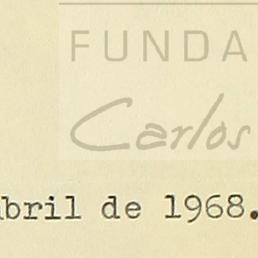 FUNDA
Carlos
bril de 1968.